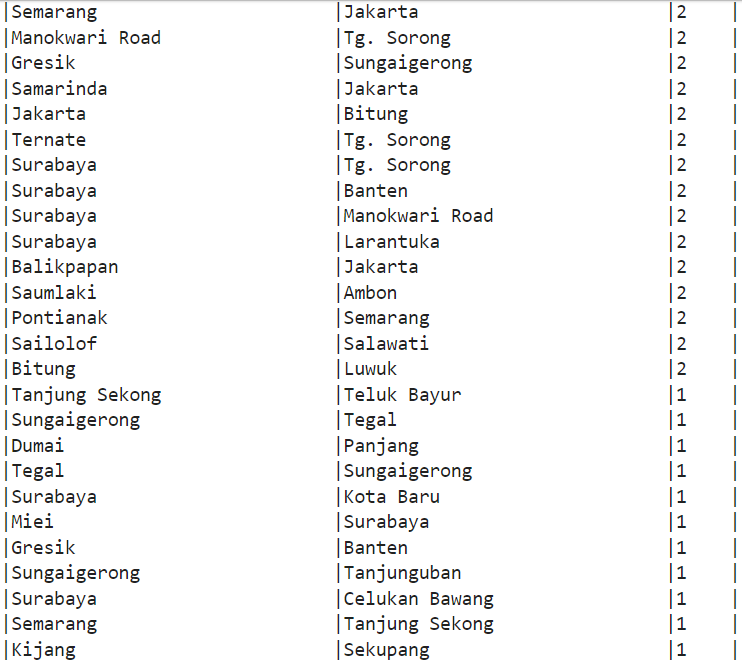 |Semarang |Jakarta |2 |
|Manokwari Road |Tg. Sorong |2 |
|Gresik |Sungaigerong |2 |
|Samarinda |Jakarta |2 |
|Jakarta |Bitung |2 |
|Ternate |Tg. Sorong |2 |
|Surabaya |Tg. Sorong |2 |
|Surabaya |Banten |2 |
|Surabaya |Manokwari Road |2 |
|Surabaya |Larantuka |2 |
|Balikpapan |Jakarta |2 |
|Saumlaki |Ambon |2 |
|Pontianak |Semarang |2 |
|Sailolof |Salawati |2 |
|Bitung |Luwuk |2 |
|Tanjung Sekong |Teluk Bayur |1 |
|Sungaigerong |Tegal |1 |
|Dumai |Panjang |1 |
|Tegal |Sungaigerong |1 |
|Surabaya |Kota Baru |1 |
|Miei |Surabaya |1 |
|Gresik |Banten |1 |
|Sungaigerong |Tanjunguban |1 |
|Surabaya |Celukan Bawang |1 |
|Semarang |Tanjung Sekong |1 |
|Kijang |Sekupang |1 |